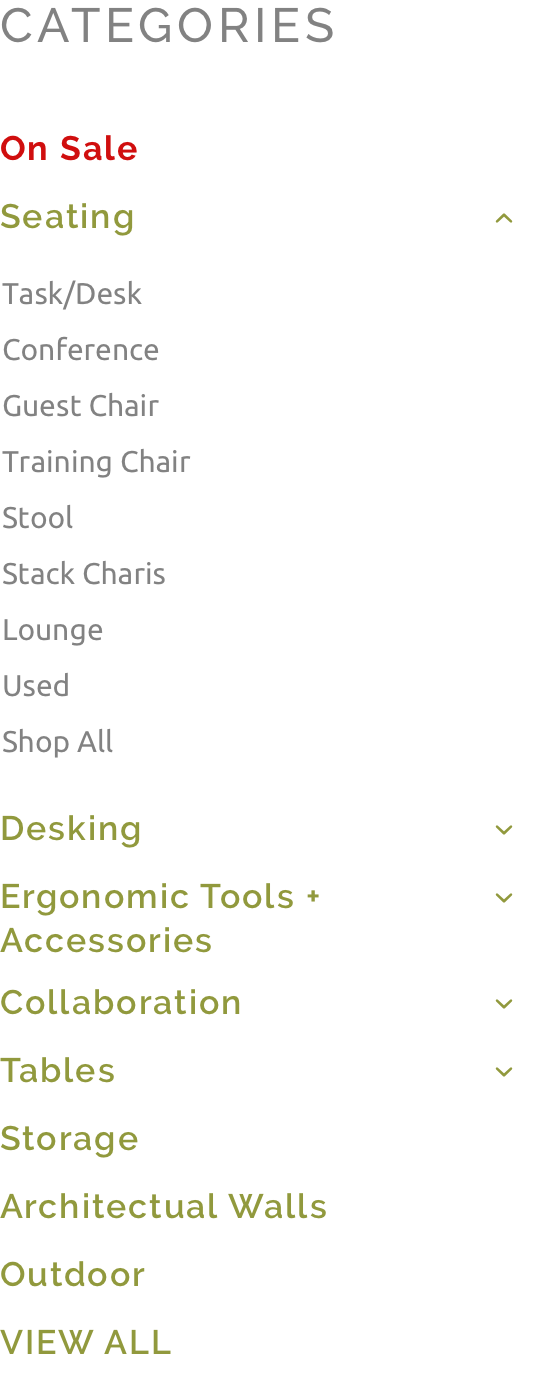 CATEGORIES
On Sale
Seating
Task/Desk
Conference
Guest Chair
Training Chair
Stool
Stack Charis
Lounge
Used
Shop All
Desking
Ergonomic Tools +
Accessories
Collaboration
Tables
Storage
Architectual Walls
Outdoor
VIEW ALL